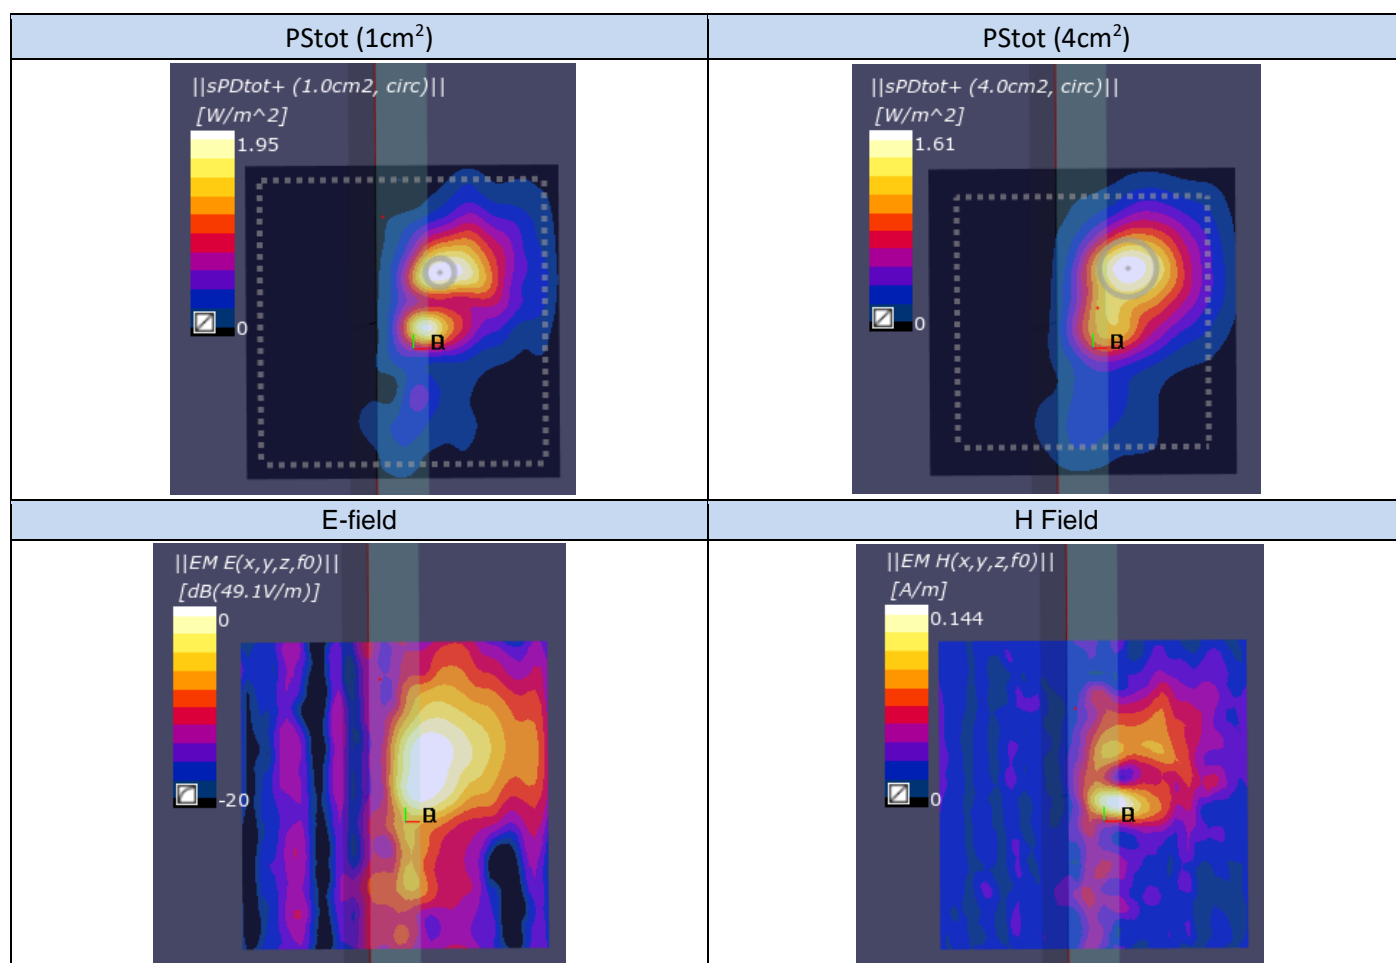 PStot (1cm²)
PStot (4cm²)
||sPDtot+ (1.0cm2, circ)||
[W/m^2]
1.95
0
||sPDtot+ (4.0cm2, circ)||
[W/m^2]
1.61
0
E-field
H Field
||EM E(x,y,z,f0)||
[dB(49.1V/m)]
0
-20
||EM H(x,y,z,f0)||
[A/m]
0.144
0